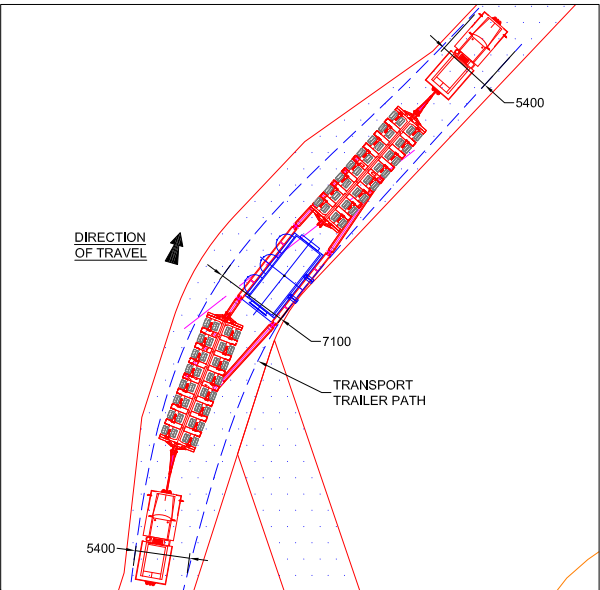 5400
DIRECTION
OF TRAVEL
7100
TRANSPORT
TRAILER PATH
5400